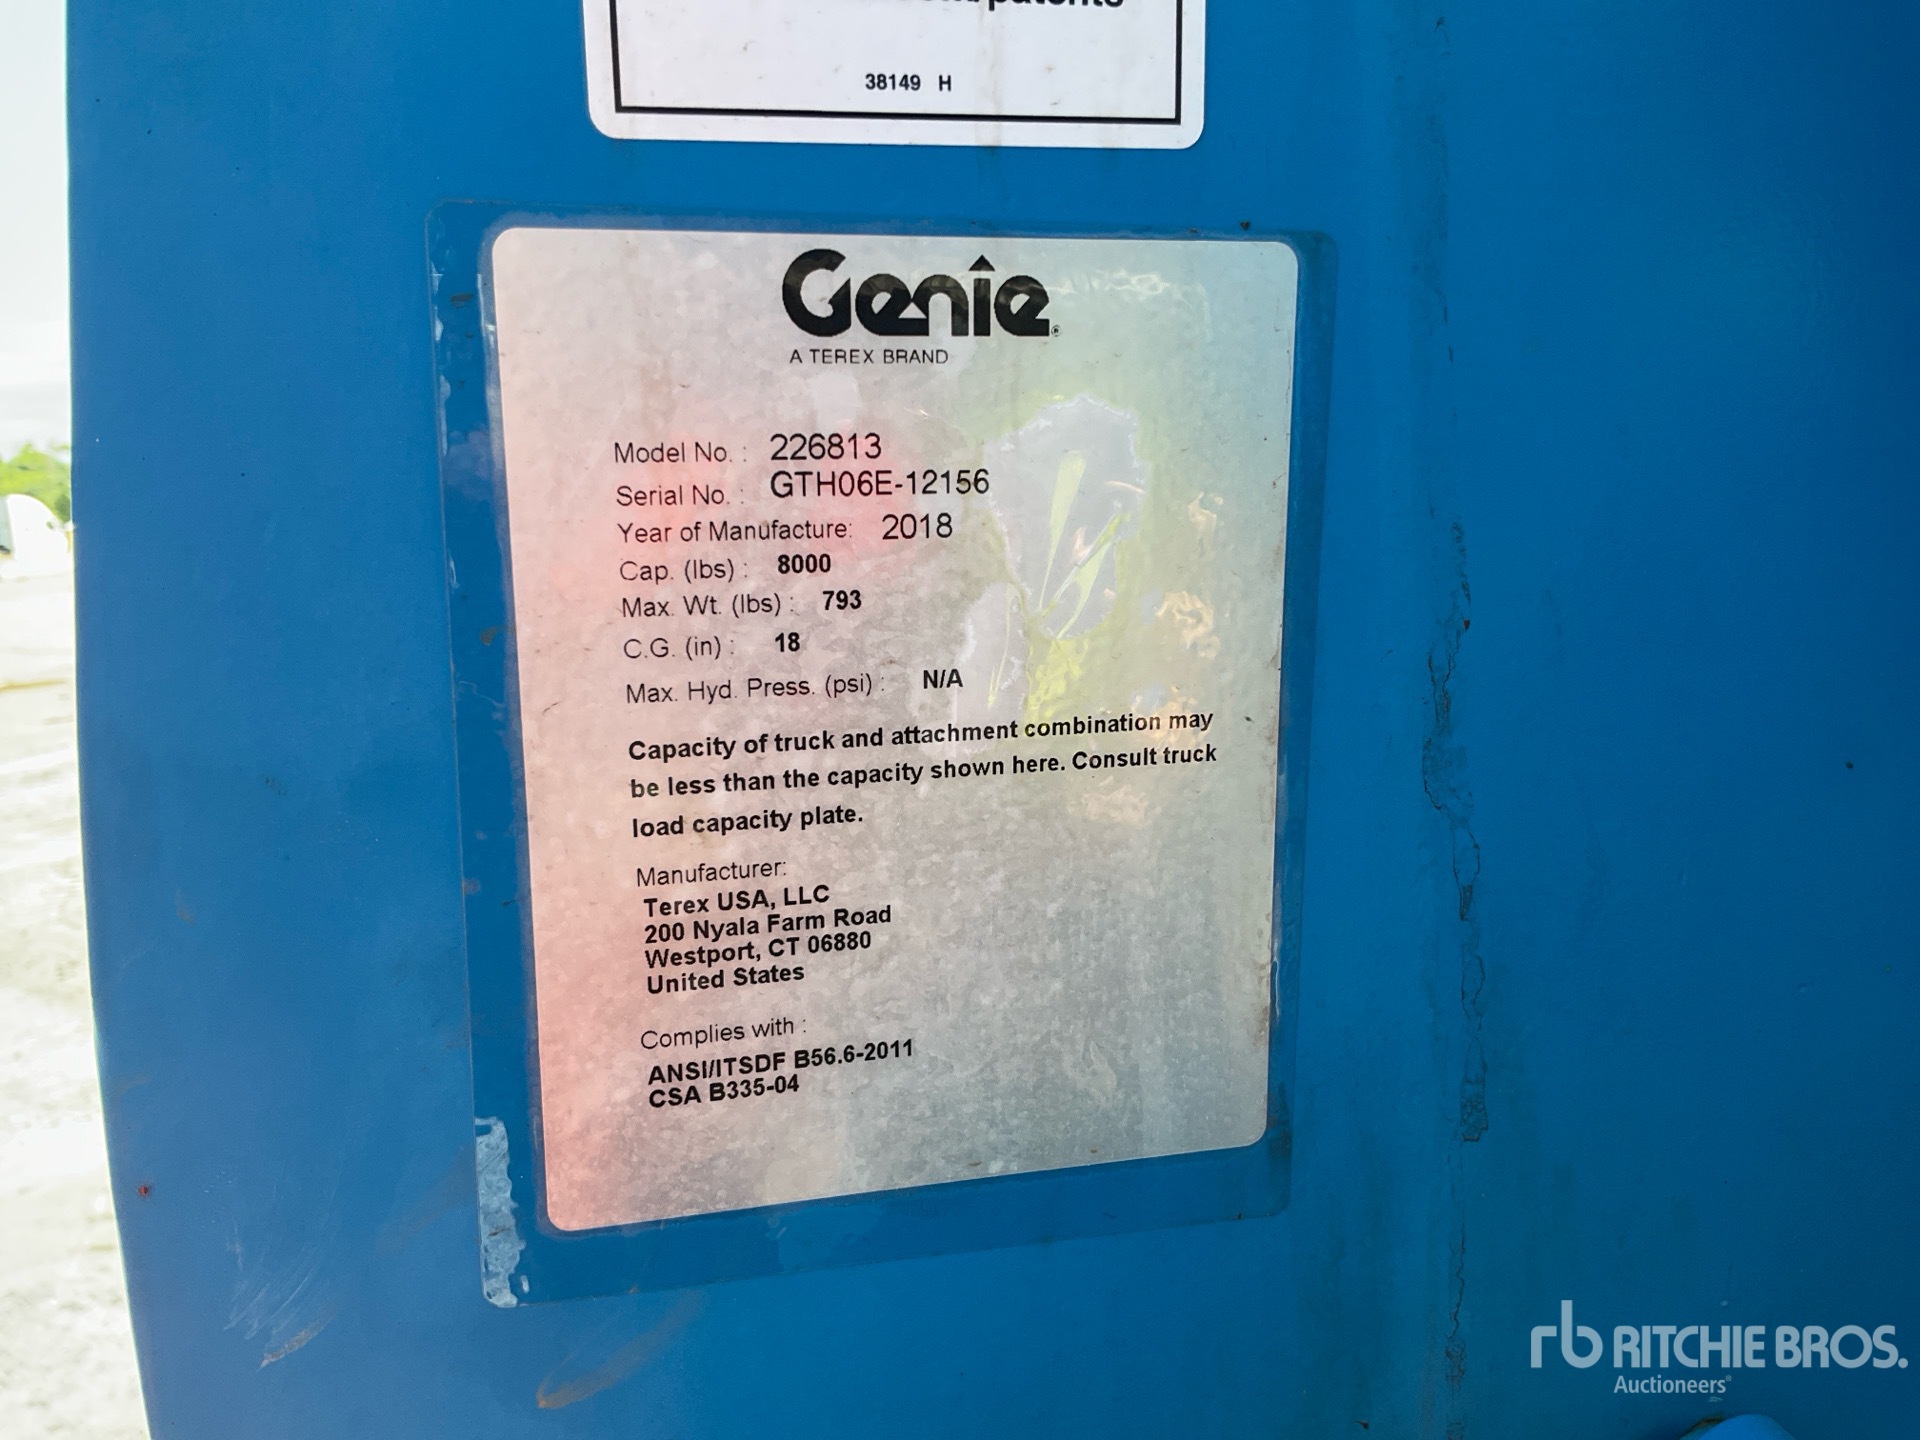 patents
38149 H
Genie®
A TEREX BRAND
Model No. : 226813
Serial No. : GTH06E-12156
Year of Manufacture: 2018
Cap. (lbs) : 8000
Max. Wt. (lbs) : 793
C.G. (in) : 18
Max. Hyd. Press. (psi) : N/A
Capacity of truck and attachment combination may
be less than the capacity shown here. Consult truck
load capacity plate.
Manufacturer:
Terex USA, LLC
200 Nyala Farm Road
Westport, CT 06880
United States
Complies with :
ANSI/ITSDF B56.6-2011
CSA B335-04
rb RITCHIE BROS.
Auctioneers®